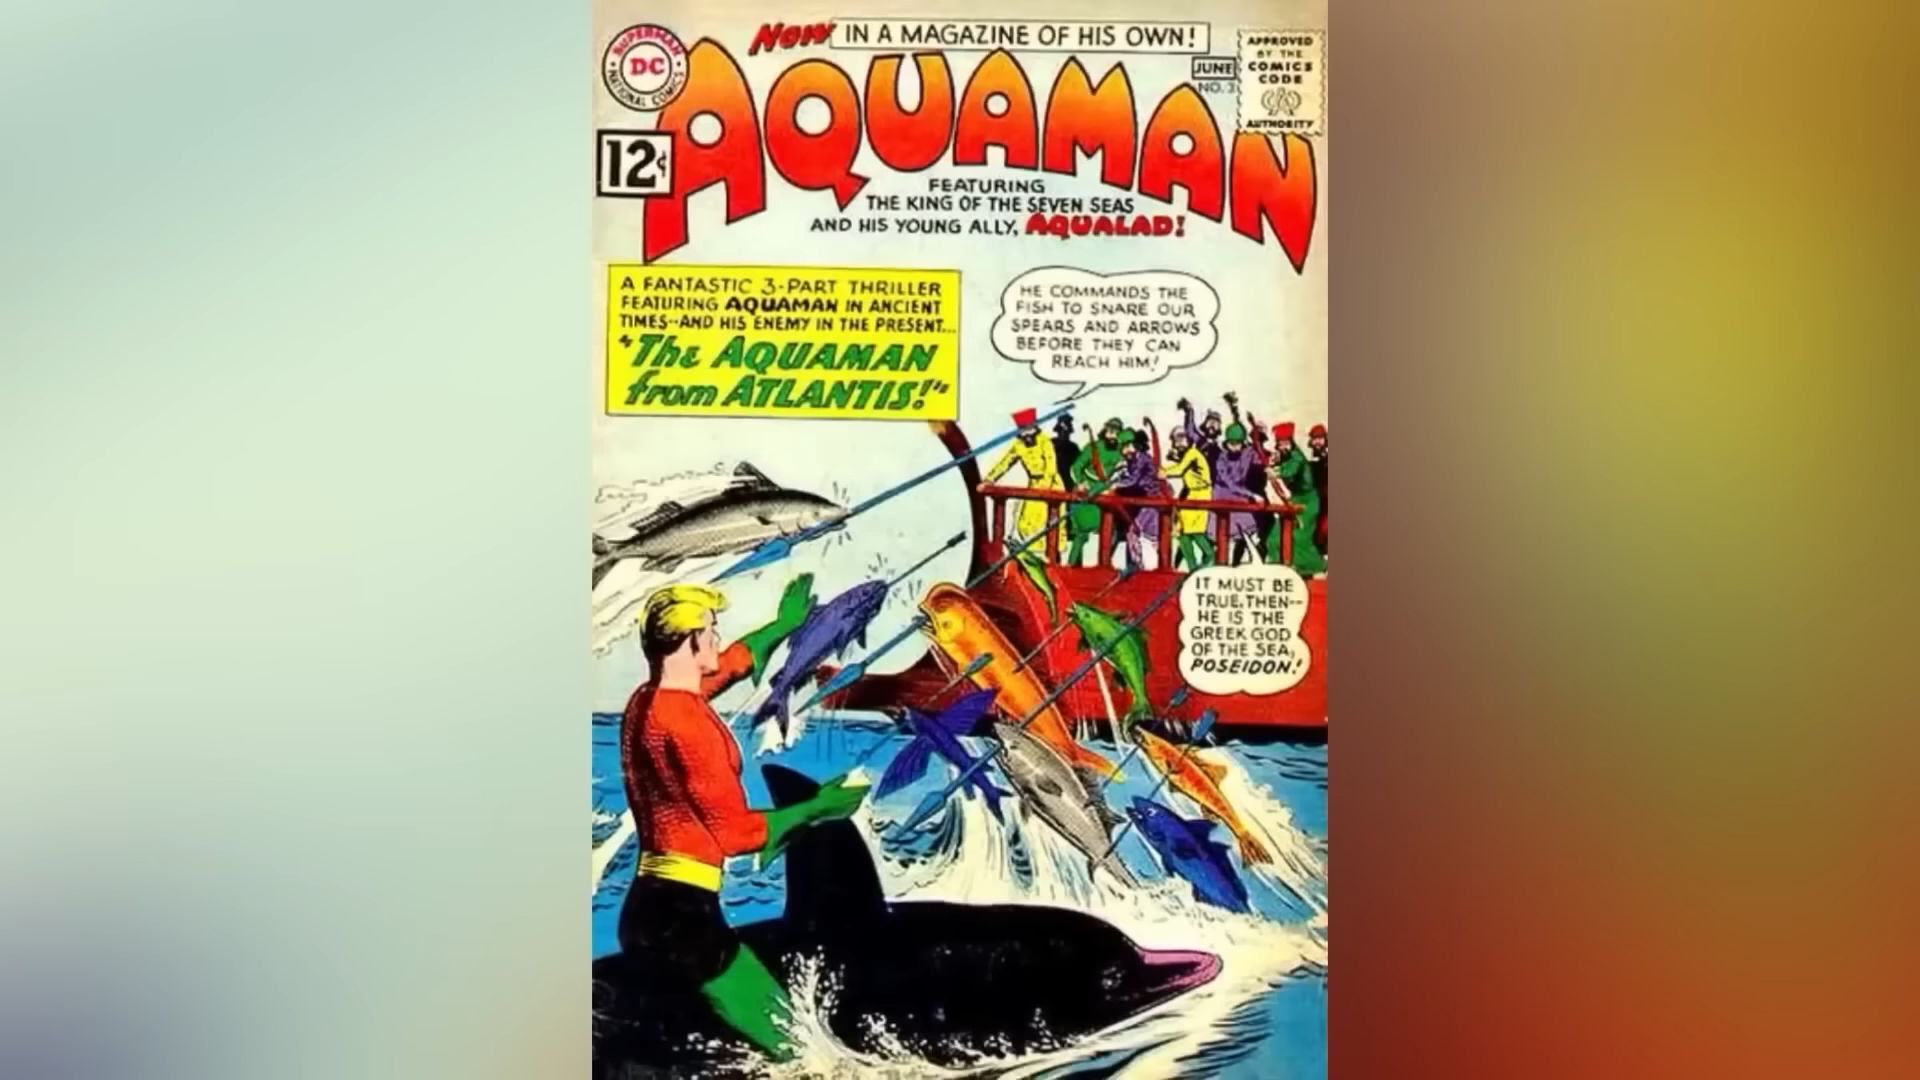 Now IN A MAGAZINE OF HIS OWN!
SUPERMAN
DC
NATIONAL COMICS
JUNE
NO. 3
APPROVED
BY THE
COMICS
CODE
AUTHORITY
AQUAMAN
12¢
FEATURING
THE KING OF THE SEVEN SEAS
AND HIS YOUNG ALLY, AQUALAD!
A FANTASTIC 3-PART THRILLER
FEATURING AQUAMAN IN ANCIENT
TIMES--AND HIS ENEMY IN THE PRESENT...
"The AQUAMAN
from ATLANTIS!"
HE COMMANDS THE
FISH TO SNARE OUR
SPEARS AND ARROWS
BEFORE THEY CAN
REACH HIM!
IT MUST BE
TRUE, THEN--
HE IS THE
GREEK GOD
OF THE SEA,
POSEIDON!